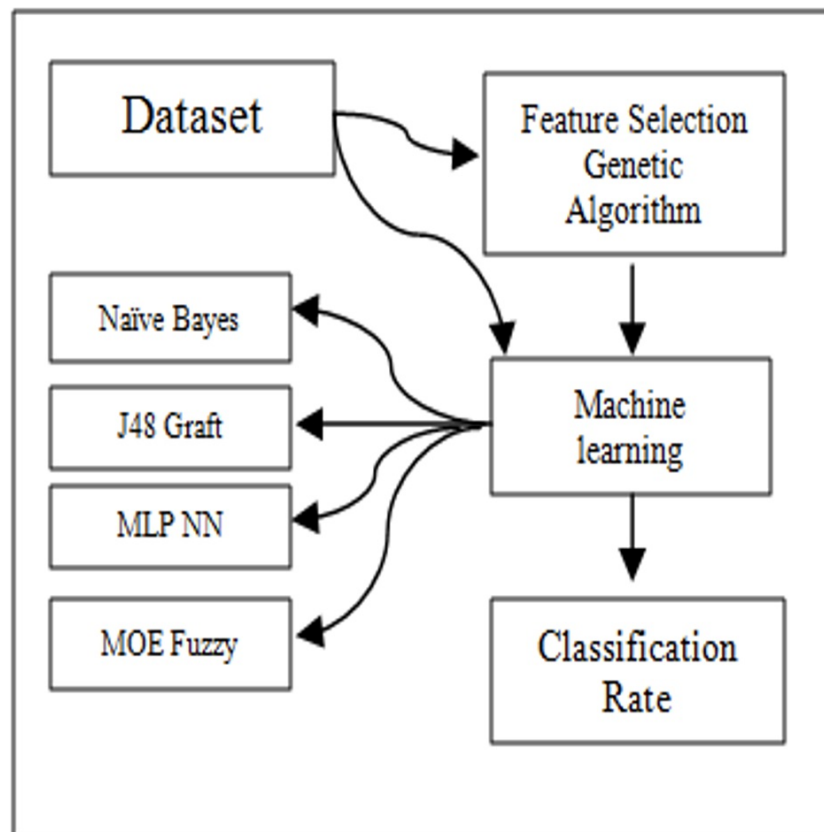 Dataset
Feature Selection
Genetic
Algorithm
Naïve Bayes
J48 Graft
MLP NN
MOE Fuzzy
Machine
learning
Classification
Rate